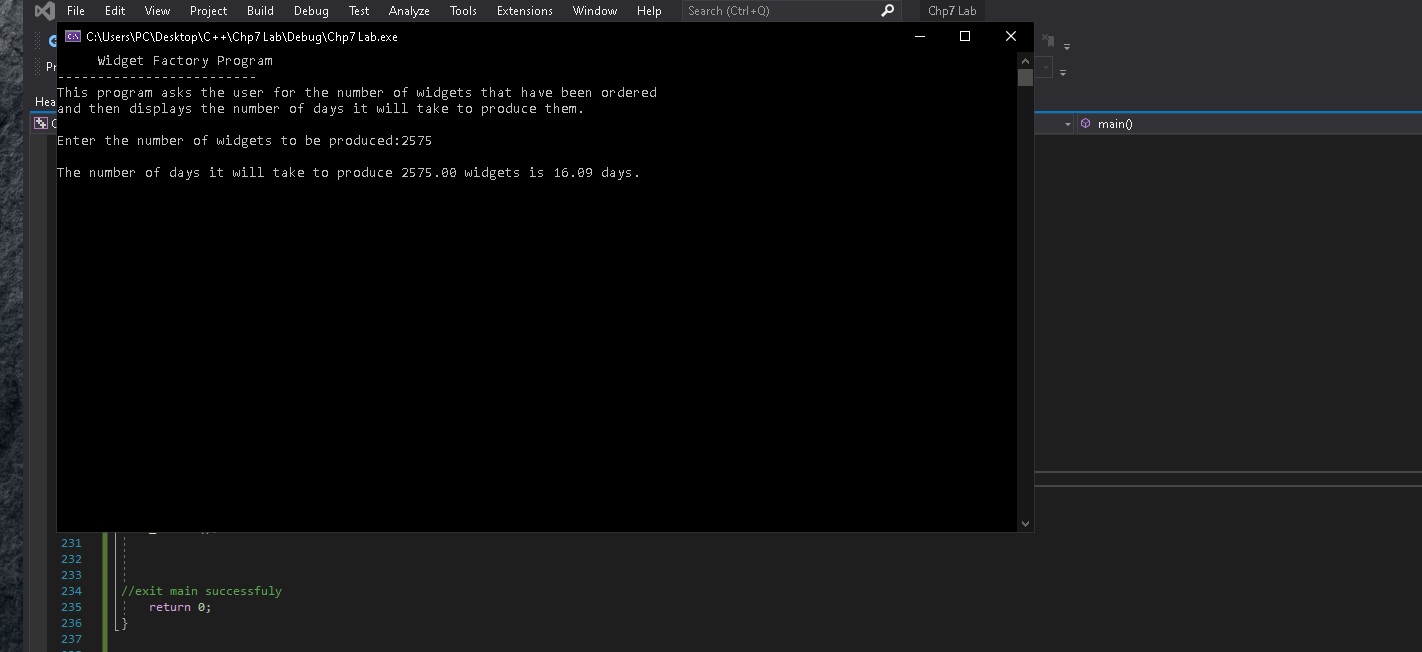 File Edit View Project Build Debug Test Analyze Tools Extensions Window Help Search (Ctrl+Q) Chp7 Lab
C:\Users\PC\Desktop\C++\Chp7 Lab\Debug\Chp7 Lab.exe
Widget Factory Program
-------------------------
This program asks the user for the number of widgets that have been ordered
and then displays the number of days it will take to produce them.
main()
Enter the number of widgets to be produced:2575
The number of days it will take to produce 2575.00 widgets is 16.09 days.
231
232
233
234 //exit main successfuly
235 return 0;
236 }
237